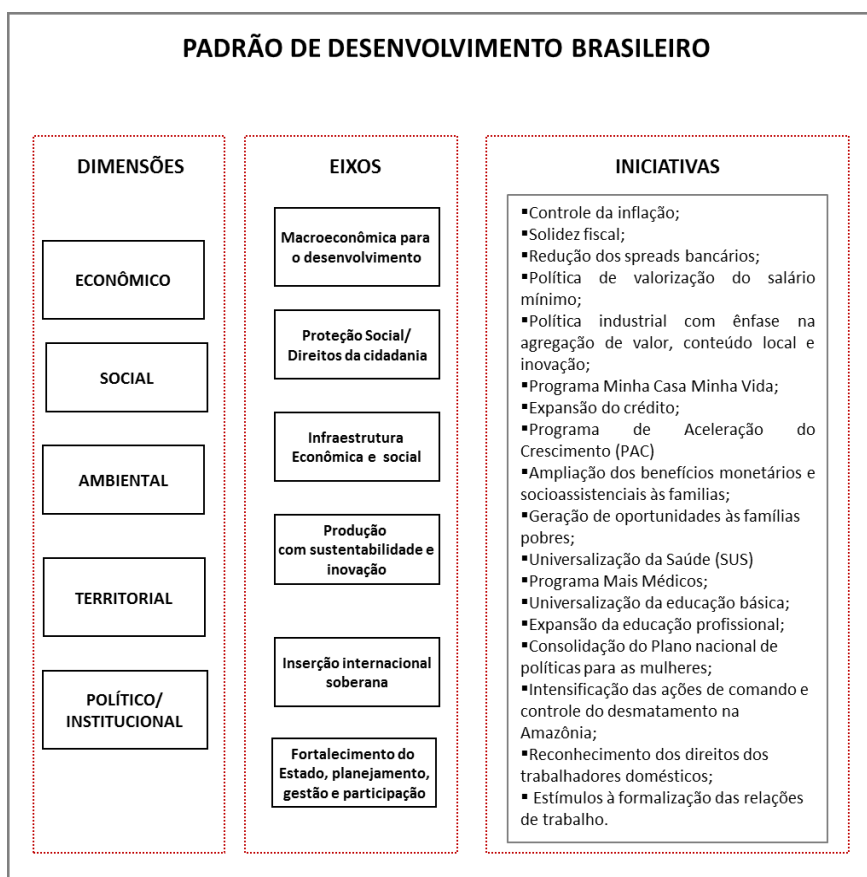 PADRÃO DE DESENVOLVIMENTO BRASILEIRO
DIMENSÕES
ECONÔMICO
SOCIAL
AMBIENTAL
TERRITORIAL
POLÍTICO/
INSTITUCIONAL
EIXOS
Macroeconômica para
o desenvolvimento
Proteção Social/
Direitos da cidadania
Infraestrutura
Econômica e social
Produção
com sustentabilidade e
inovação
Inserção internacional
soberana
Fortalecimento do
Estado, planejamento,
gestão e participação
INICIATIVAS
▪Controle da inflação;
▪Solidez fiscal;
▪Redução dos spreads bancários;
▪Política de valorização do salário
mínimo;
▪Política industrial com ênfase na
agregação de valor, conteúdo local e
inovação;
▪Programa Minha Casa Minha Vida;
▪Expansão do crédito;
▪Programa de Aceleração do
Crescimento (PAC)
▪Ampliação dos benefícios monetários e
socioassistenciais às familias;
▪Geração de oportunidades às famílias
pobres;
▪Universalização da Saúde (SUS)
▪Programa Mais Médicos;
▪Universalização da educação básica;
▪Expansão da educação profissional;
▪Consolidação do Plano nacional de
políticas para as mulheres;
▪Intensificação das ações de comando e
controle do desmatamento na
Amazônia;
▪Reconhecimento dos direitos dos
trabalhadores domésticos;
▪ Estímulos à formalização das relações
de trabalho.